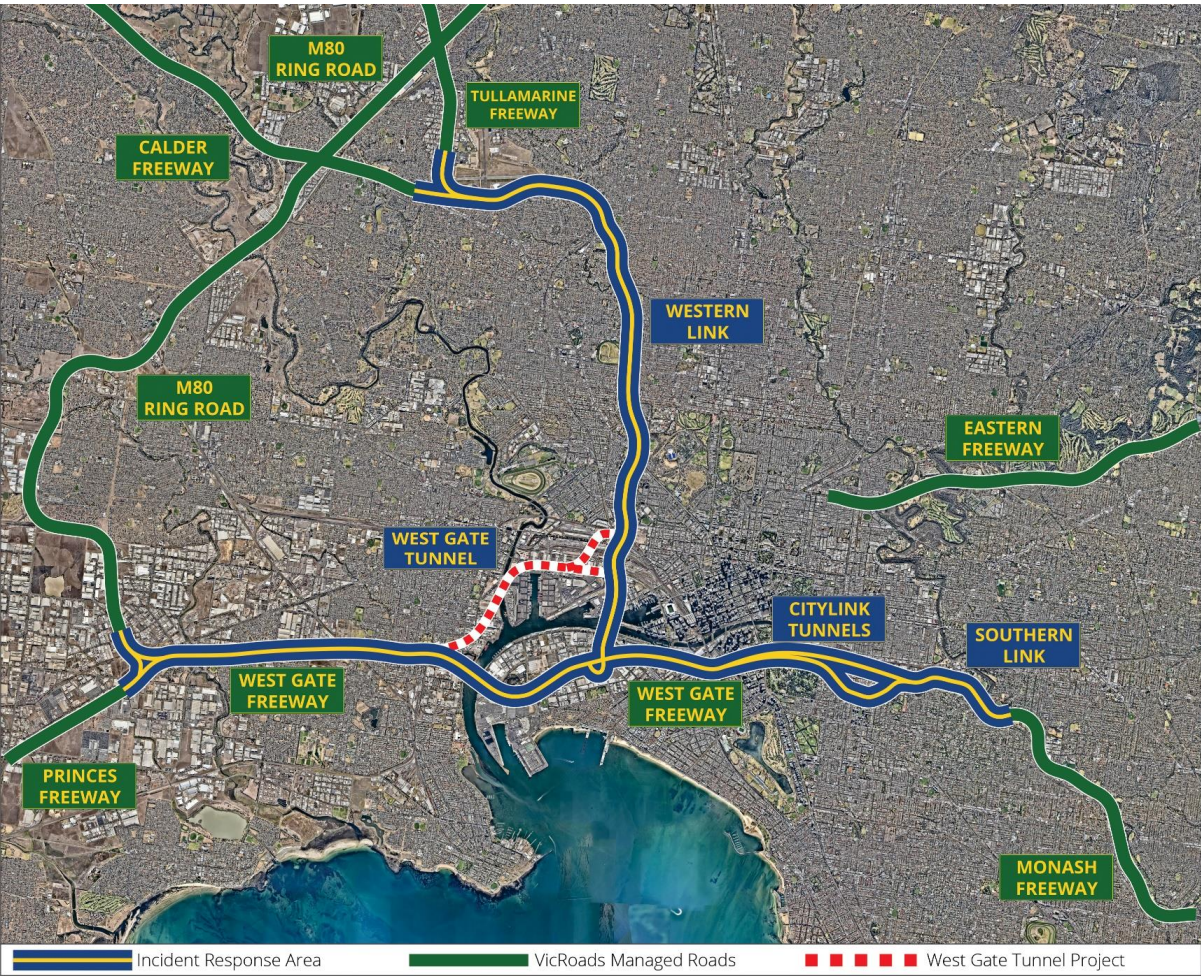 M80
RING ROAD
TULLAMARINE
FREEWAY
CALDER
FREEWAY
WESTERN
LINK
M80
RING ROAD
EASTERN
FREEWAY
WEST GATE
TUNNEL
CITYLINK
TUNNELS
SOUTHERN
LINK
WEST GATE
FREEWAY
WEST GATE
FREEWAY
PRINCES
FREEWAY
MONASH
FREEWAY
Incident Response Area
VicRoads Managed Roads
West Gate Tunnel Project